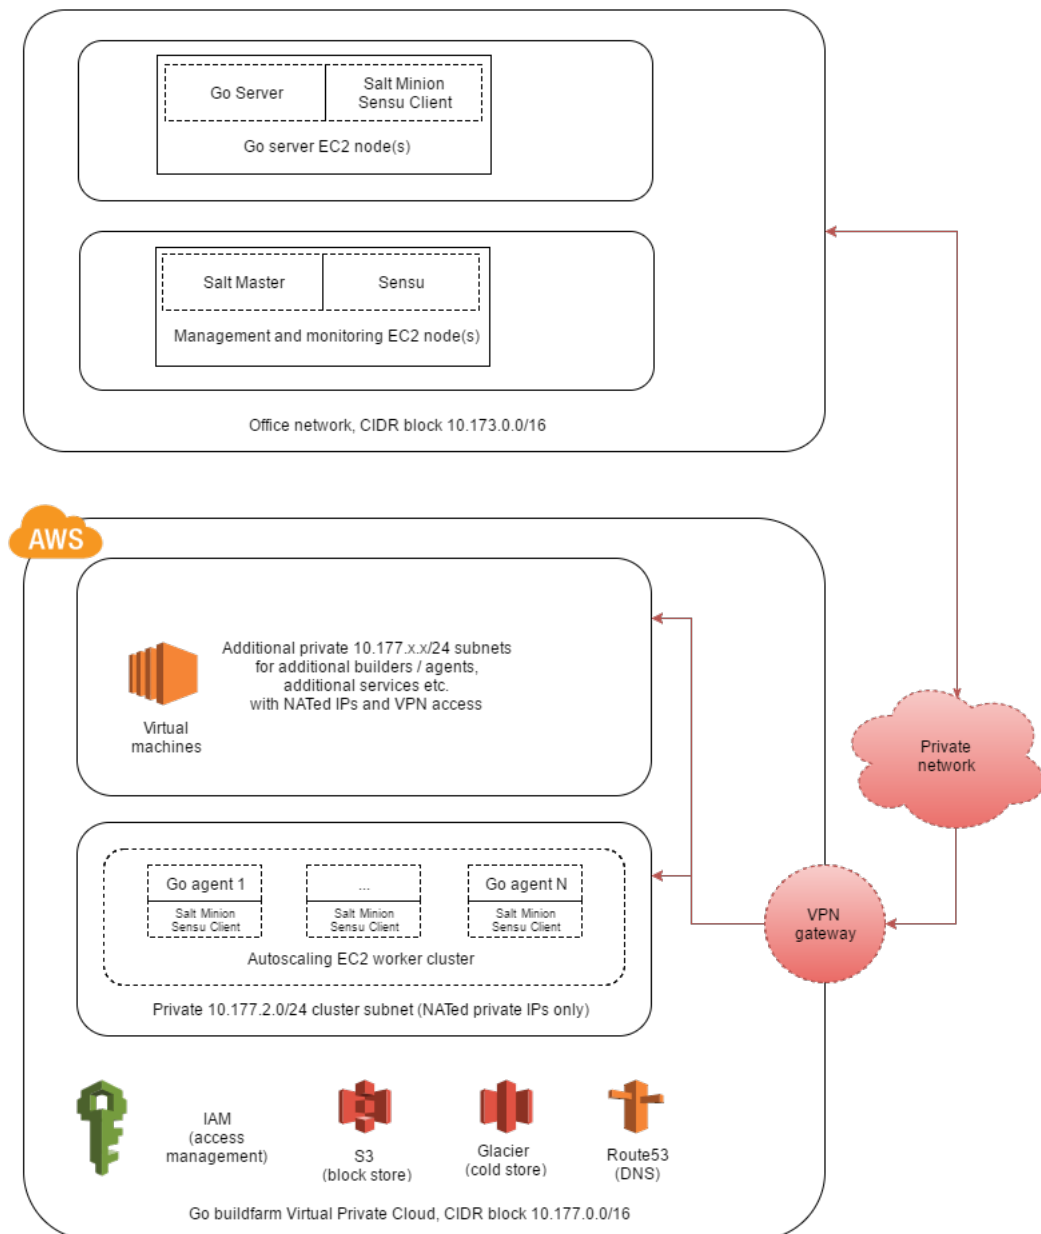 Go Server
Salt Minion
Sensu Client
Go server EC2 node(s)
Salt Master
Sensu
Management and monitoring EC2 node(s)
Office network, CIDR block 10.173.0.0/16
AWS
Additional private 10.177.x.x/24 subnets
for additional builders / agents,
additional services etc.
with NATed IPs and VPN access
Virtual
machines
Private
network
Go agent 1
Salt Minion
Sensu Client
...
Salt Minion
Sensu Client
Go agent N
Salt Minion
Sensu Client
Autoscaling EC2 worker cluster
Private 10.177.2.0/24 cluster subnet (NATed private IPs only)
VPN
gateway
IAM
(access
management)
S3
(block store)
Glacier
(cold store)
Route53
(DNS)
Go buildfarm Virtual Private Cloud, CIDR block 10.177.0.0/16